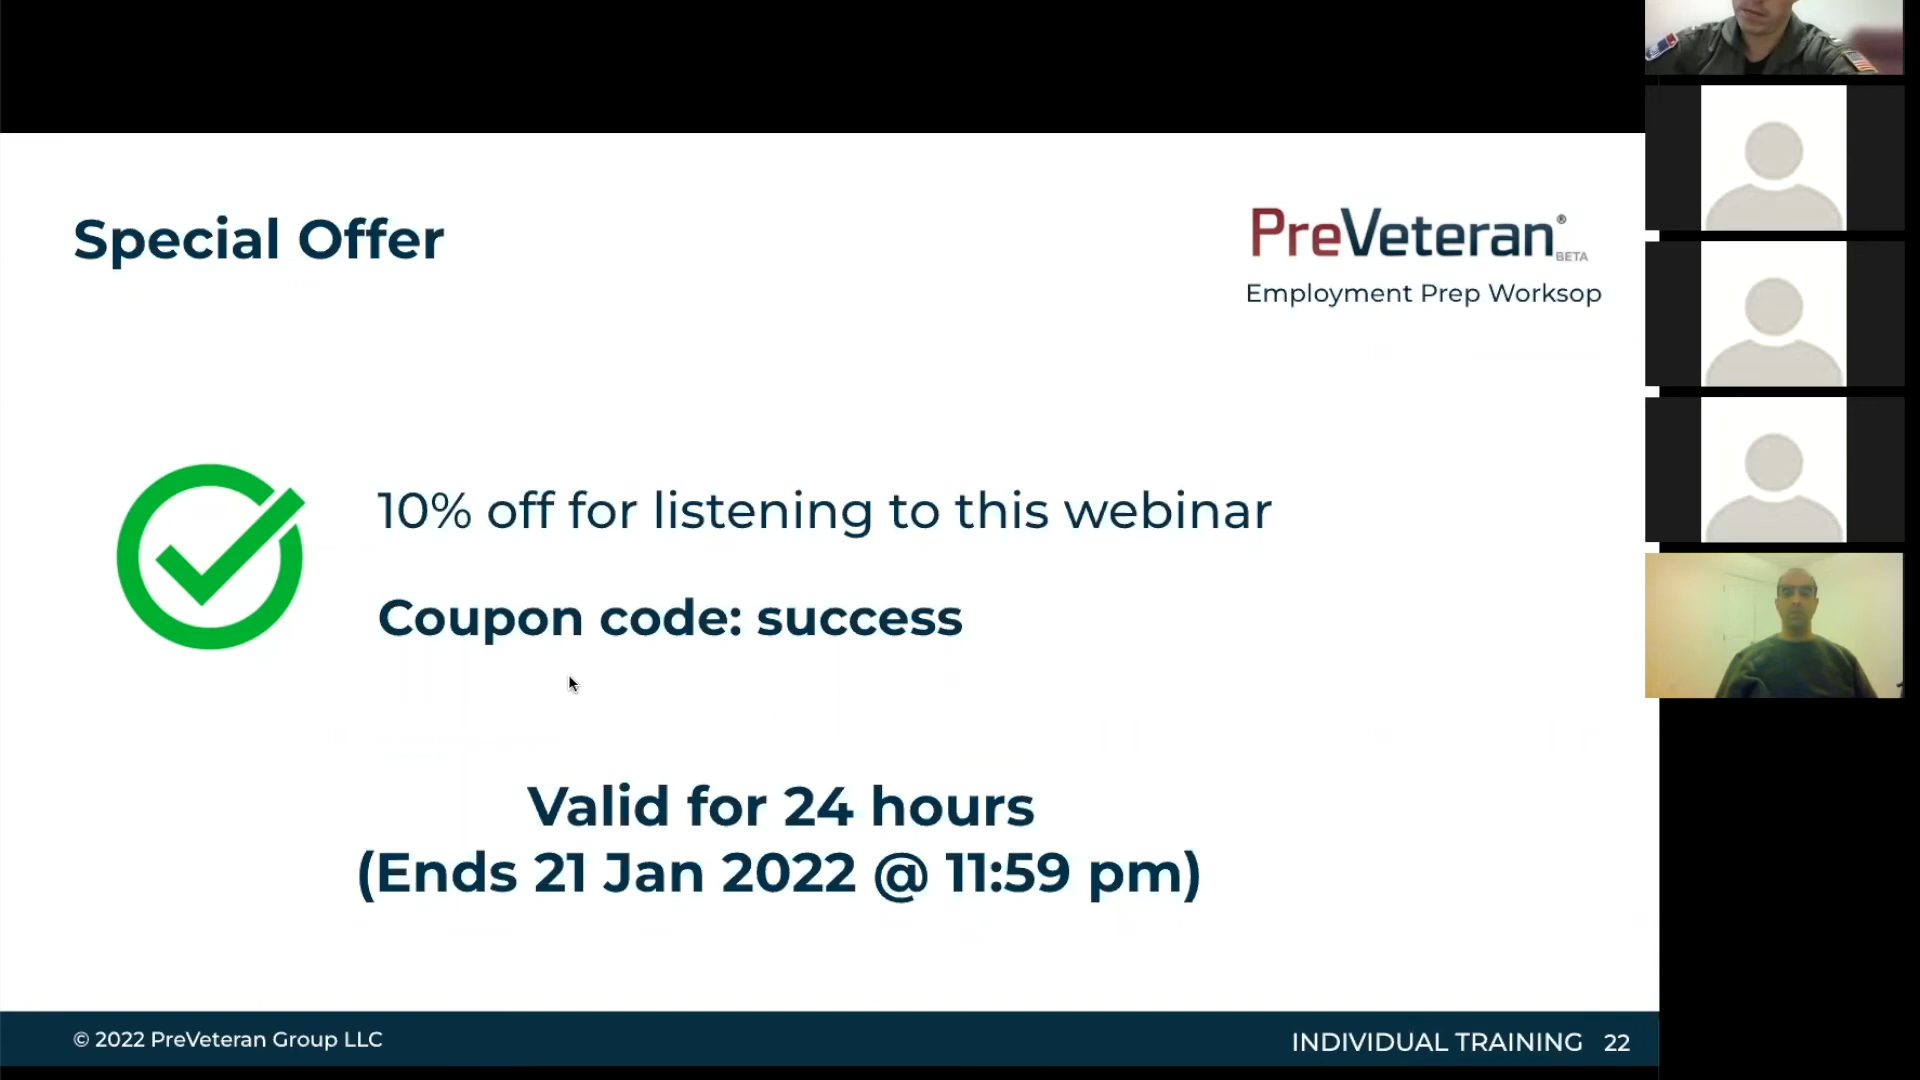 Special Offer
PreVeteran®
BETA
Employment Prep Worksop
10% off for listening to this webinar
Coupon code: success
Valid for 24 hours
(Ends 21 Jan 2022 @ 11:59 pm)
© 2022 PreVeteran Group LLC
INDIVIDUAL TRAINING 22